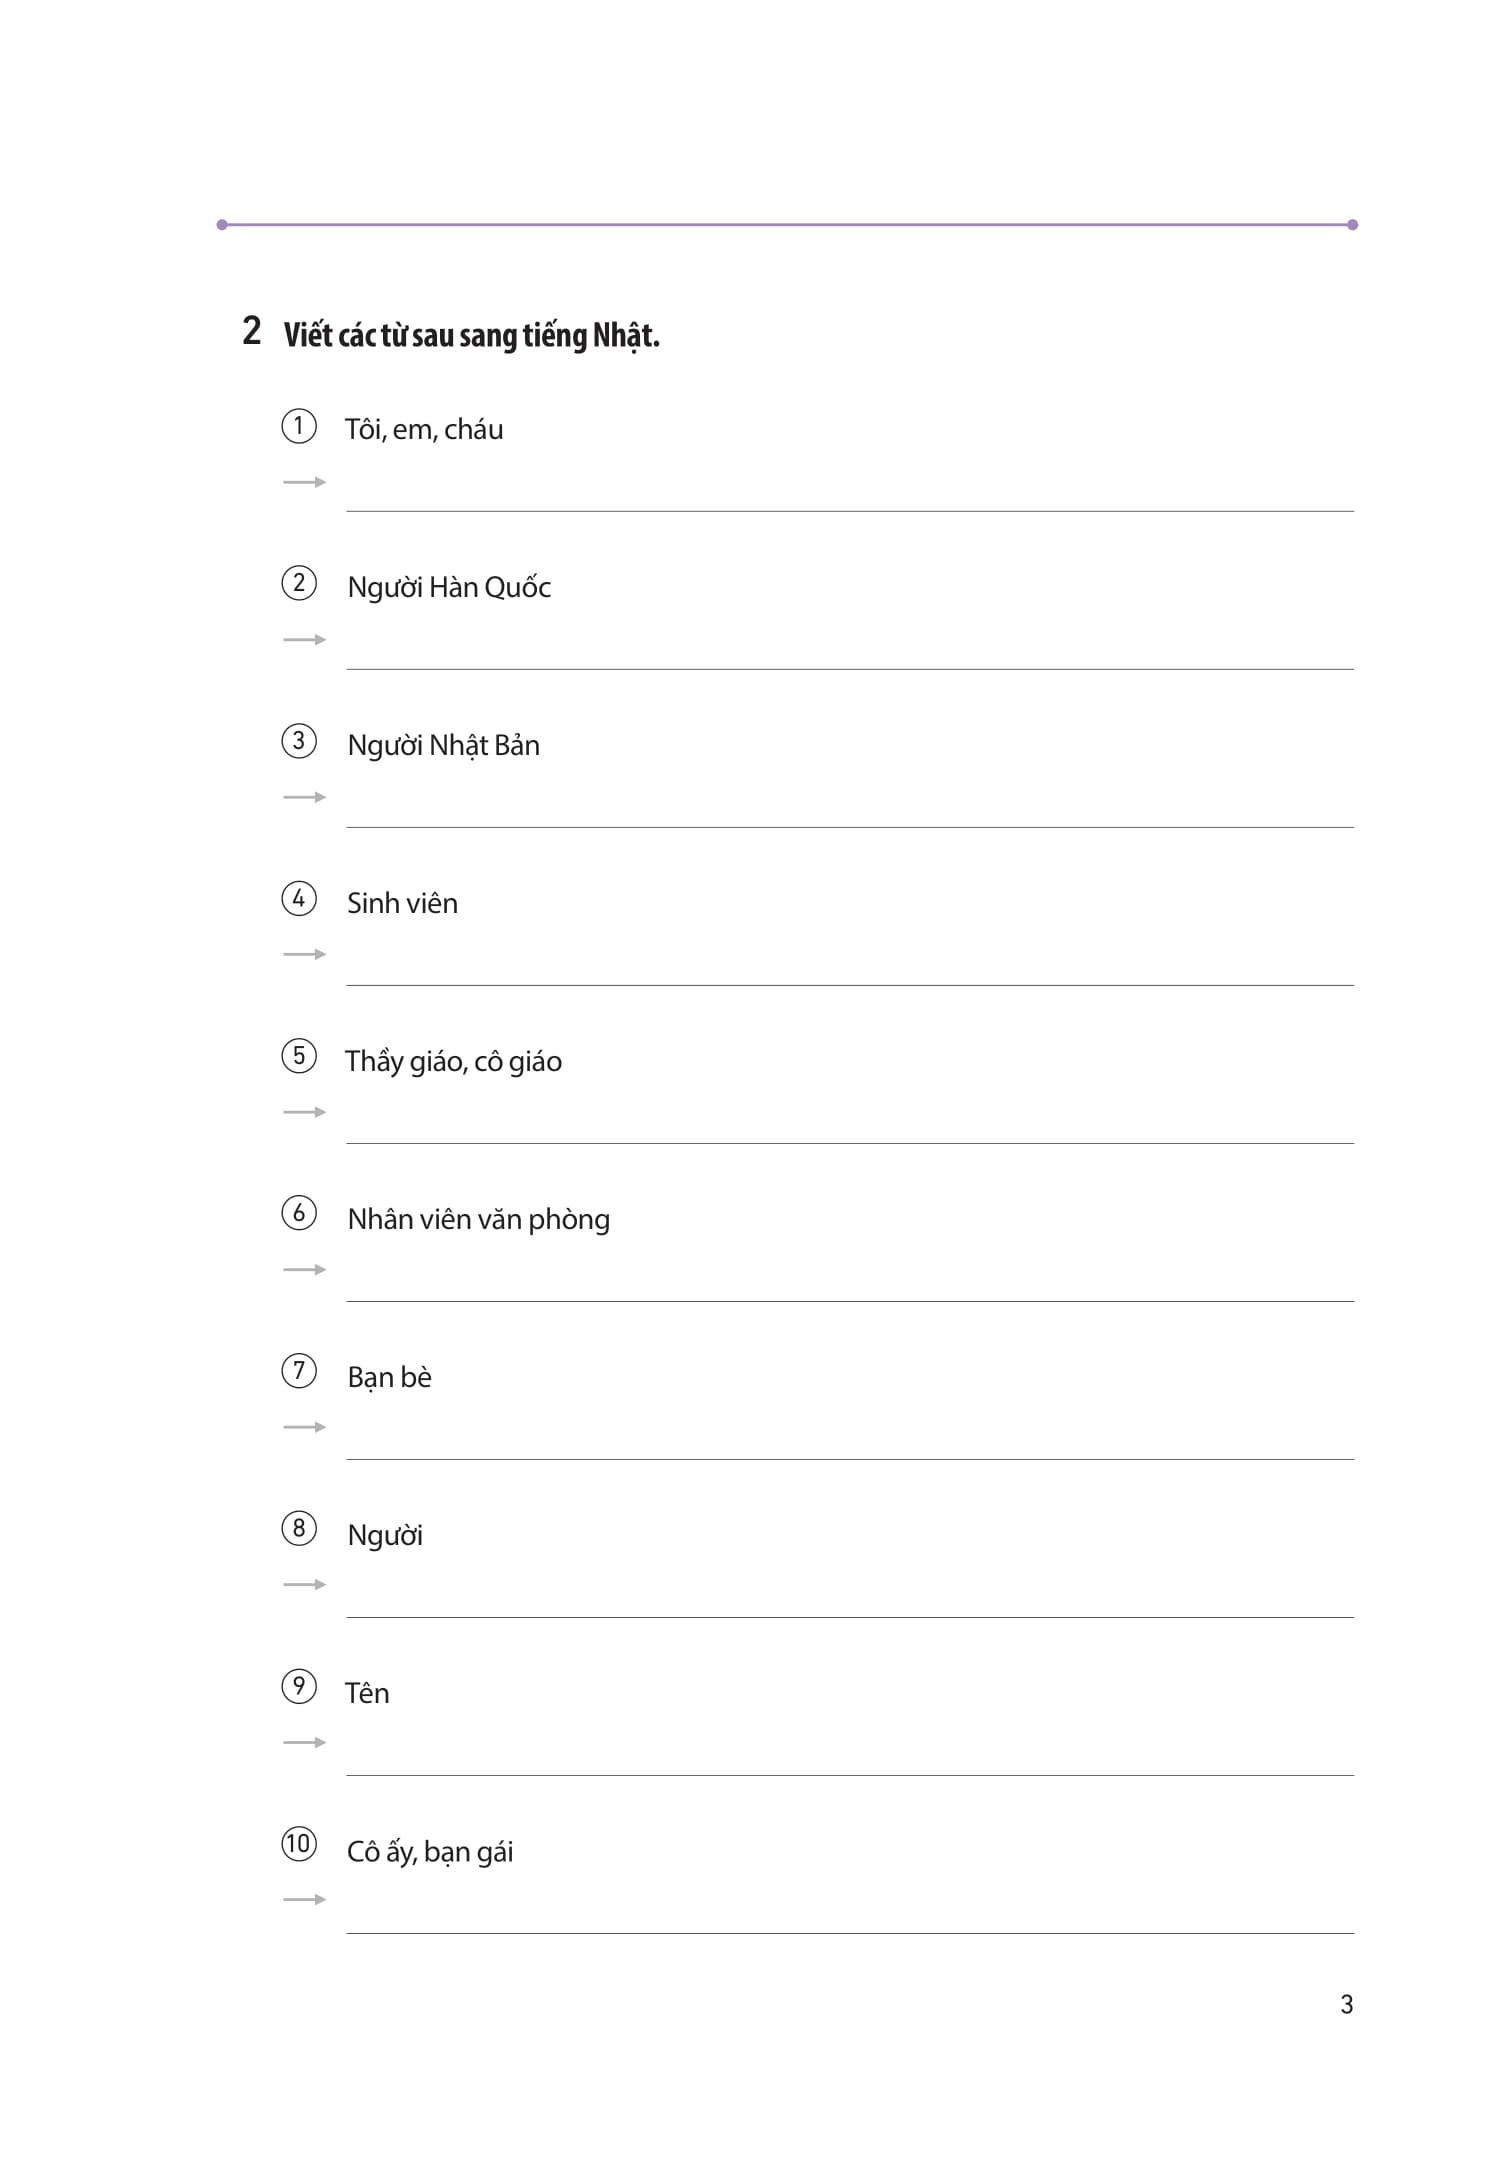 2 Viết các từ sau sang tiếng Nhật.
1 Tôi, em, cháu
2 Người Hàn Quốc
3 Người Nhật Bản
4 Sinh viên
5 Thầy giáo, cô giáo
6 Nhân viên văn phòng
7 Bạn bè
8 Người
9 Tên
10 Cô ấy, bạn gái
3